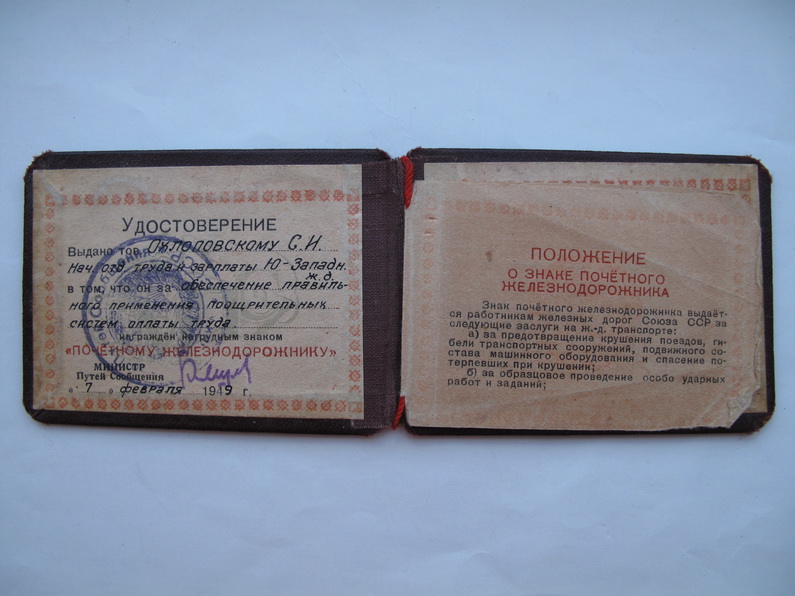 УДОСТОВЕРЕНИЕ
Выдано тов. Охлоповскому С.И.
Нач. отд. труда и зарплаты Ю-Западн.
ж.д.
в том что он за обеспечение правиль-
ного применения поощрительных
систем оплаты труда
награждён нагрудным знаком
«ПОЧЁТНОМУ ЖЕЛЕЗНОДОРОЖНИКУ»
МИНИСТР
Путей Сообщения
« 7 » февраля 1949 г.
ПОЛОЖЕНИЕ
О ЗНАКЕ ПОЧЁТНОГО
ЖЕЛЕЗНОДОРОЖНИКА
Знак почётного железнодорожника выдаёт-
ся работникам железных дорог Союза ССР за
следующие заслуги на ж.-д. транспорте:
а) за предотвращение крушения поездов, ги-
бели транспортных сооружений, подвижного со-
става машинного оборудования и спасение по-
терпевших при крушении;
б) за образцовое проведение особо ударных
работ и заданий;